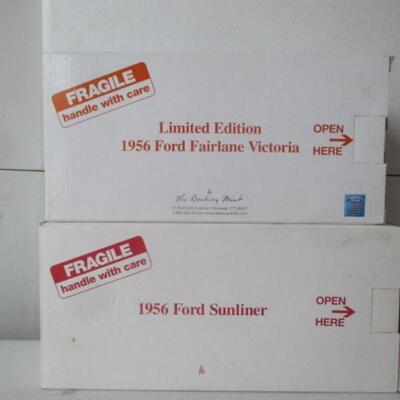 FRAGILE
handle with care
Limited Edition
1956 Ford Fairlane Victoria
OPEN
HERE
The Danbury Mint
FRAGILE
handle with care
1956 Ford Sunliner
OPEN
HERE